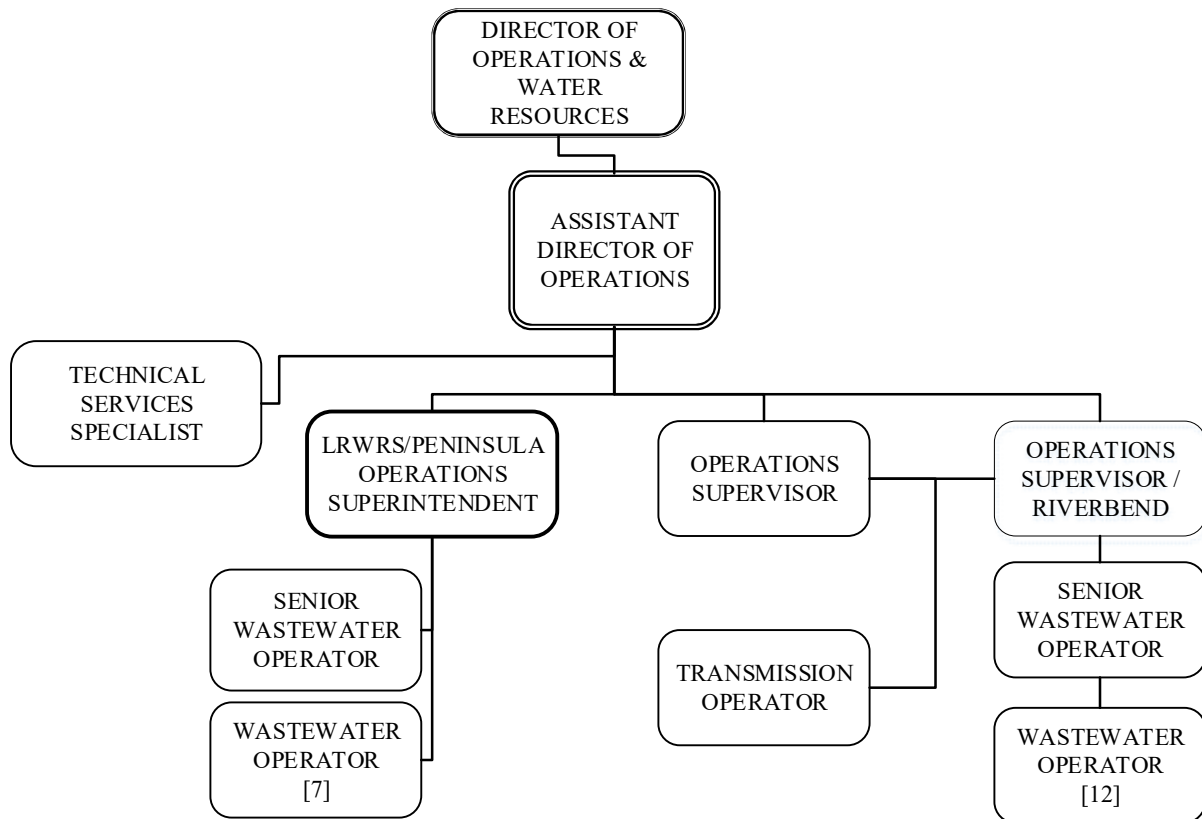 DIRECTOR OF
OPERATIONS &
WATER
RESOURCES
ASSISTANT
DIRECTOR OF
OPERATIONS
TECHNICAL
SERVICES
SPECIALIST
LRWRS/PENINSULA
OPERATIONS
SUPERINTENDENT
OPERATIONS
SUPERVISOR
OPERATIONS
SUPERVISOR /
RIVERBEND
SENIOR
WASTEWATER
OPERATOR
TRANSMISSION
OPERATOR
SENIOR
WASTEWATER
OPERATOR
WASTEWATER
OPERATOR
[7]
WASTEWATER
OPERATOR
[12]